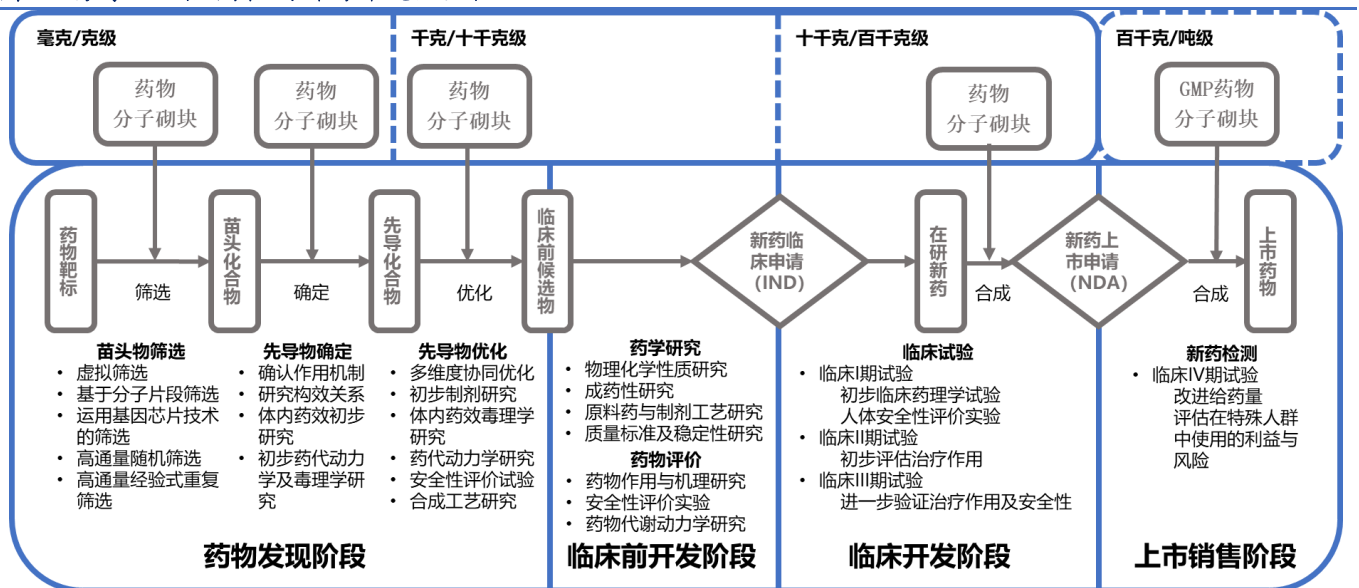 毫克/克级
千克/十千克级
十千克/百千克级
百千克/吨级
药物
分子砌块
药物
分子砌块
药物
分子砌块
药物
分子砌块
GMP药物
分子砌块
药物靶标
筛选
苗头化合物
确定
先导化合物
优化
临床前候选物
新药临
床申请
（IND）
在研新药
合成
新药上
市申请
(NDA)
合成
上市药物
苗头物筛选
• 虚拟筛选
• 基于分子片段筛选
• 运用基因芯片技术
的筛选
• 高通量随机筛选
• 高通量经验式重复
筛选
先导物确定
• 确认作用机制
• 研究构效关系
• 体内药效初步
研究
• 初步药代动力
学及毒理学研
究
先导物优化
• 多维度协同优化
• 初步制剂研究
• 体内药效毒理学
研究
• 药代动力学研究
• 安全性评价试验
• 合成工艺研究
药学研究
• 物理化学性质研究
• 成药性研究
• 原料药与制剂工艺研究
• 质量标准及稳定性研究
药物评价
• 药物作用与机理研究
• 安全性评价实验
• 药物代谢动力学研究
临床试验
• 临床I期试验
初步临床药理学试验
人体安全性评价实验
• 临床II期试验
初步评估治疗作用
• 临床III期试验
进一步验证治疗作用及安全性
新药检测
• 临床IV期试验
改进给药量
评估在特殊人群
中使用的利益与
风险
药物发现阶段
临床前开发阶段
临床开发阶段
上市销售阶段